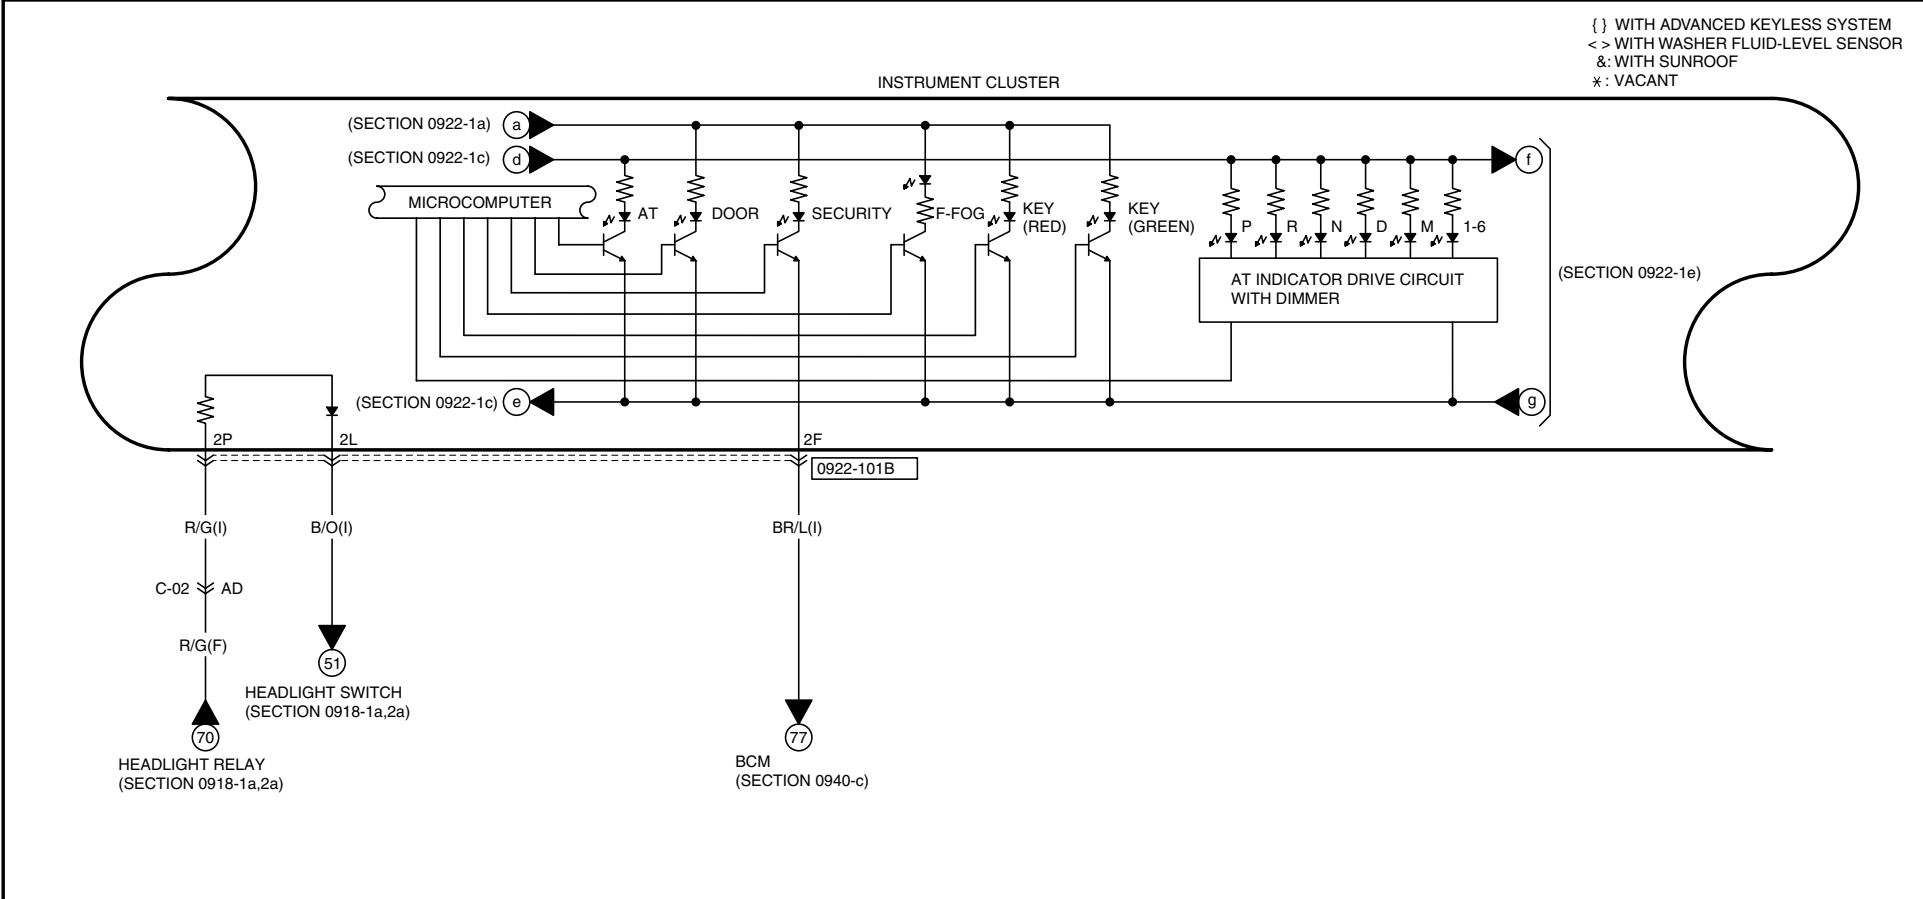 { } WITH ADVANCED KEYLESS SYSTEM
< > WITH WASHER FLUID-LEVEL SENSOR
&: WITH SUNROOF
*: VACANT
INSTRUMENT CLUSTER
(SECTION 0922-1a) a
(SECTION 0922-1c) d
f
MICROCOMPUTER
AT
DOOR
SECURITY
F-FOG
KEY
(RED)
KEY
(GREEN)
P
R
N
D
M
1-6
AT INDICATOR DRIVE CIRCUIT
WITH DIMMER
(SECTION 0922-1e)
(SECTION 0922-1c) e
g
2P
2L
2F
0922-101B
R/G(I)
B/O(I)
BR/L(I)
C-02
AD
R/G(F)
51
HEADLIGHT SWITCH
(SECTION 0918-1a,2a)
70
HEADLIGHT RELAY
(SECTION 0918-1a,2a)
77
BCM
(SECTION 0940-c)